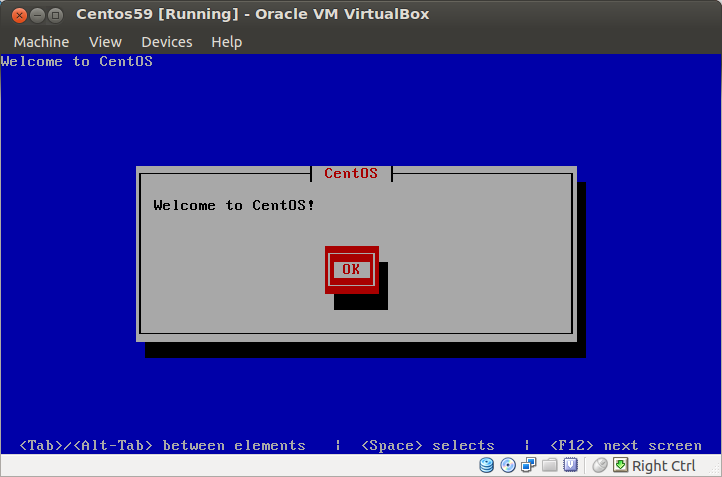 Centos59 [Running] - Oracle VM VirtualBox
Machine View Devices Help
Welcome to CentOS
CentOS
Welcome to CentOS!
OK
<Tab>/<Alt-Tab> between elements | <Space> selects | <F12> next screen
Right Ctrl